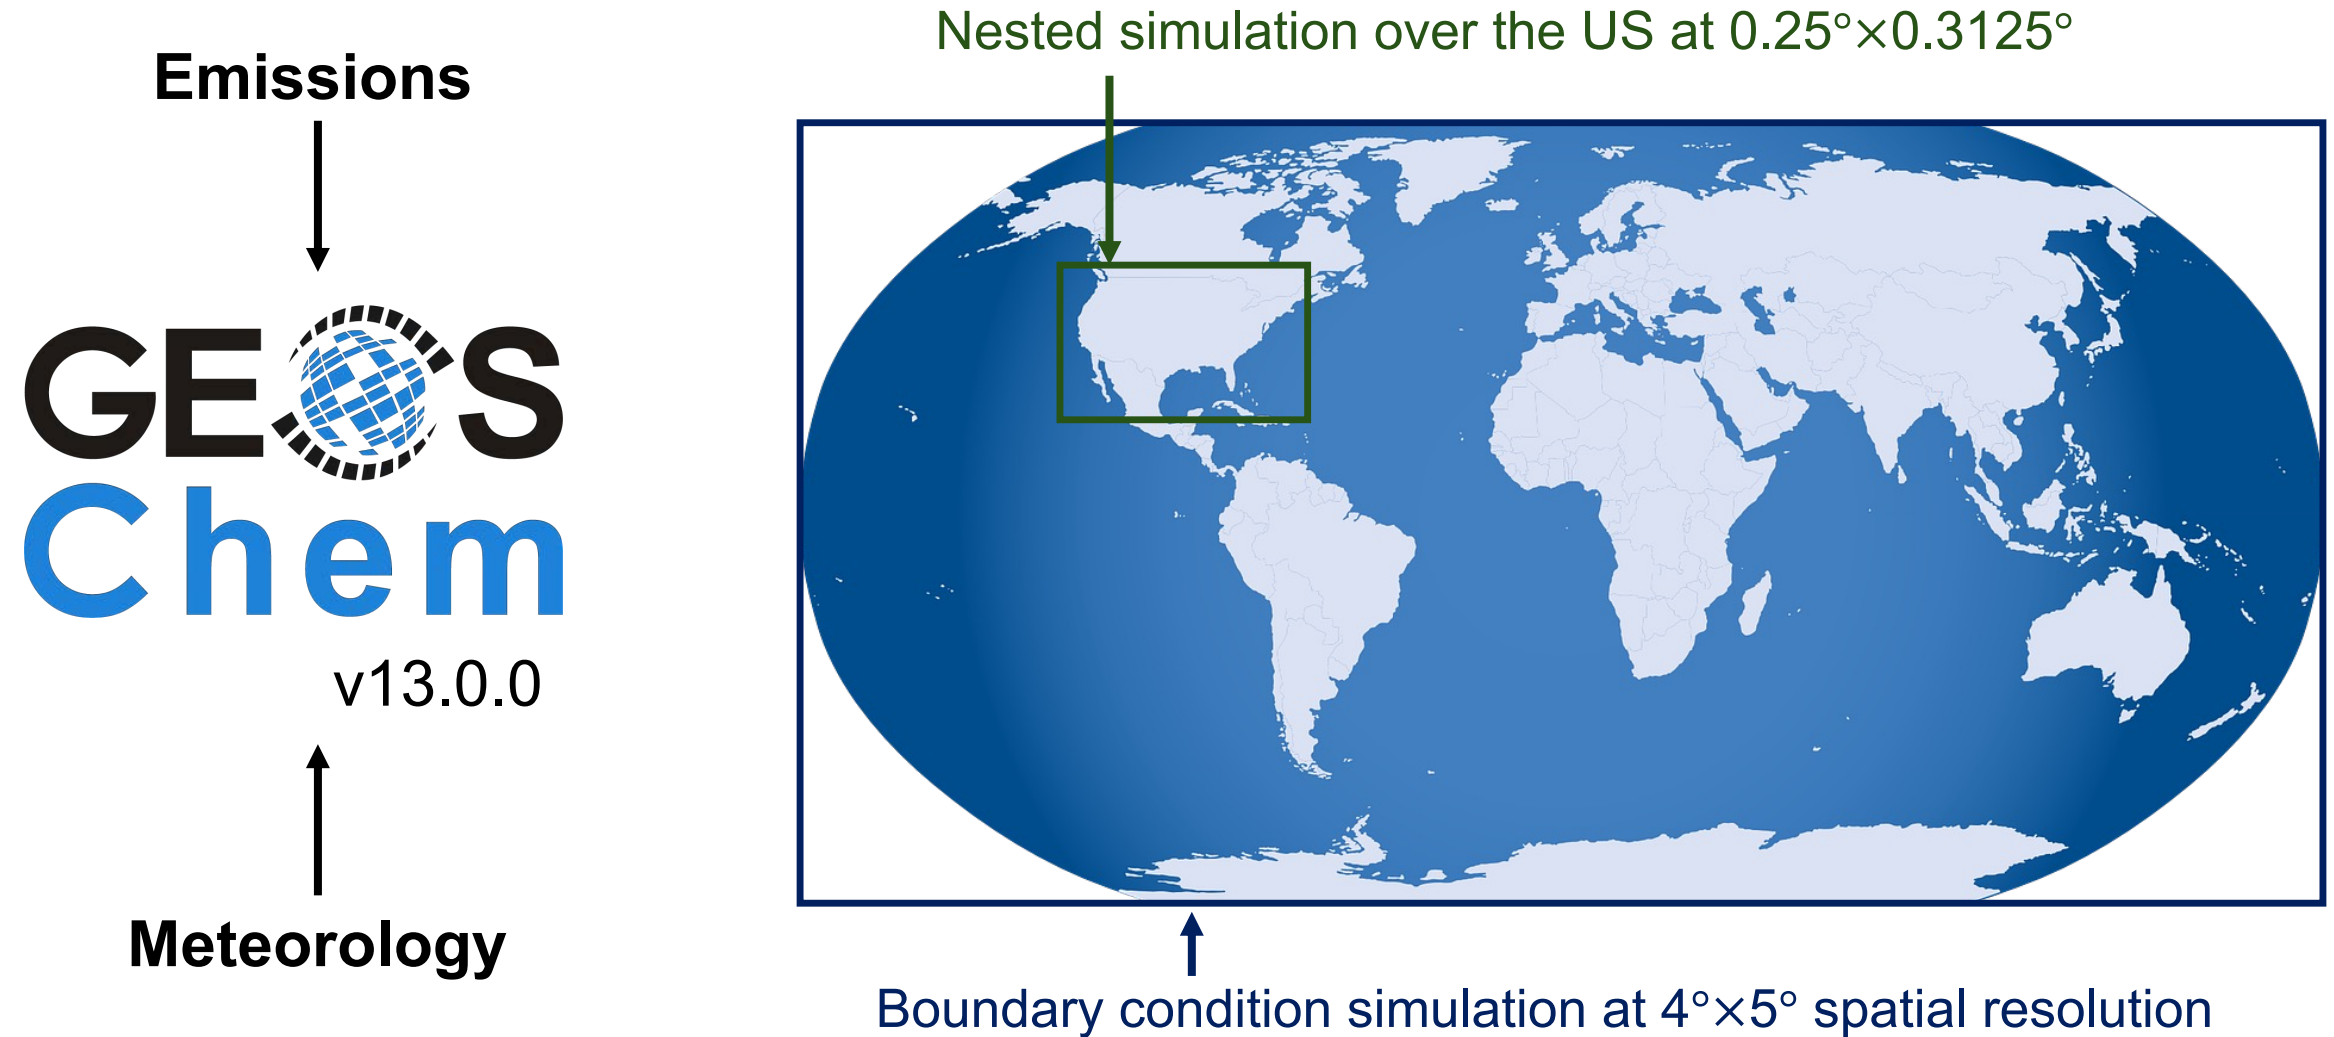 Emissions
GEOS
Chem
v13.0.0
Meteorology
Nested simulation over the US at 0.25°×0.3125°
Boundary condition simulation at 4°×5° spatial resolution